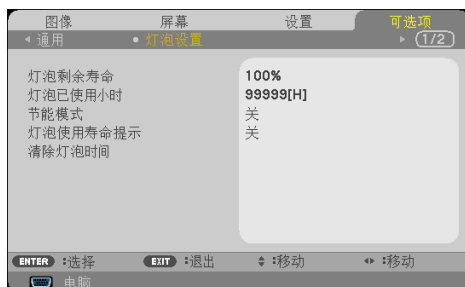 图像 屏幕 设置 可选项
通用 • 灯泡设置 (1/2)
灯泡剩余寿命 100%
灯泡已使用小时 99999[H]
节能模式 关
灯泡使用寿命提示 关
清除灯泡时间
ENTER :选择 EXIT :退出 :移动 :移动
电脑